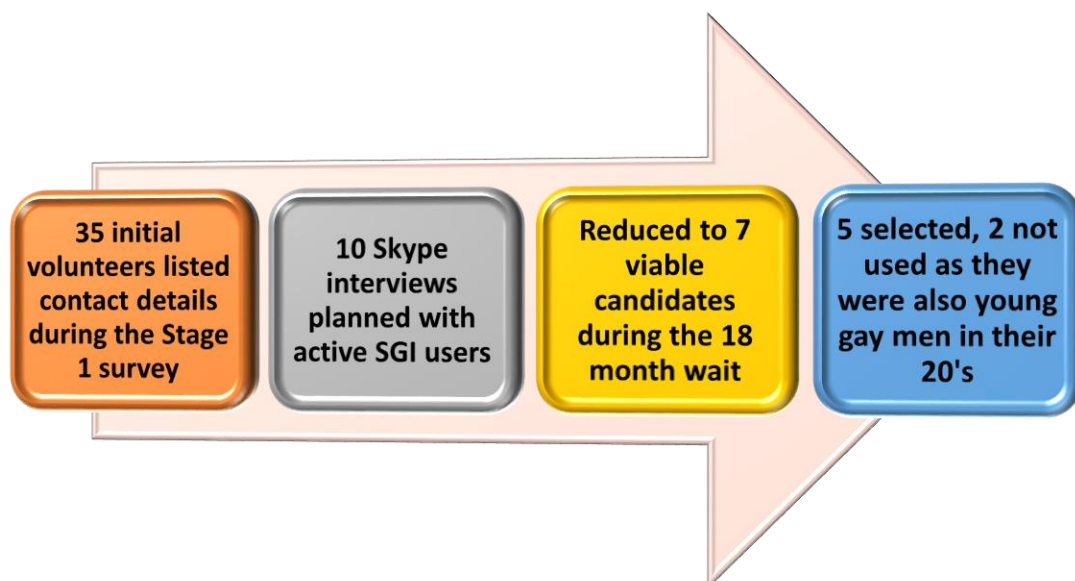 35 initial
volunteers listed
contact details
during the Stage
1 survey
10 Skype
interviews
planned with
active SGI users
Reduced to 7
viable
candidates
during the 18
month wait
5 selected, 2 not
used as they
were also young
gay men in their
20's